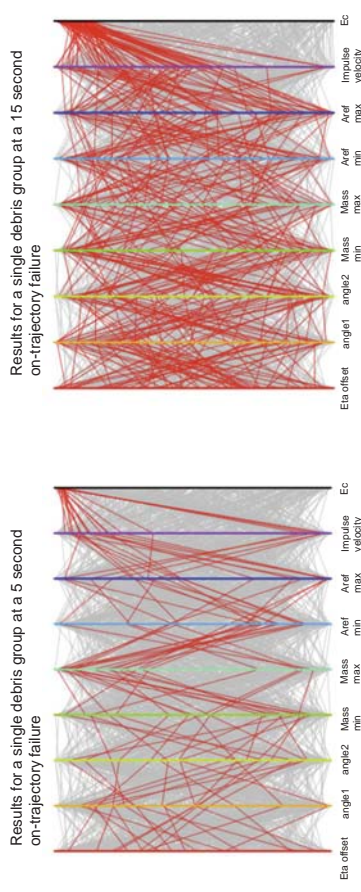 Results for a single debris group at a 5 second
on-trajectory failure
Eta offset
angle1
angle2
Mass
min
Mass
max
Aref
min
Aref
max
Impulse
velocity
Ec
Results for a single debris group at a 15 second
on-trajectory failure
Eta offset
angle1
angle2
Mass
min
Mass
max
Aref
min
Aref
max
Impulse
velocity
Ec